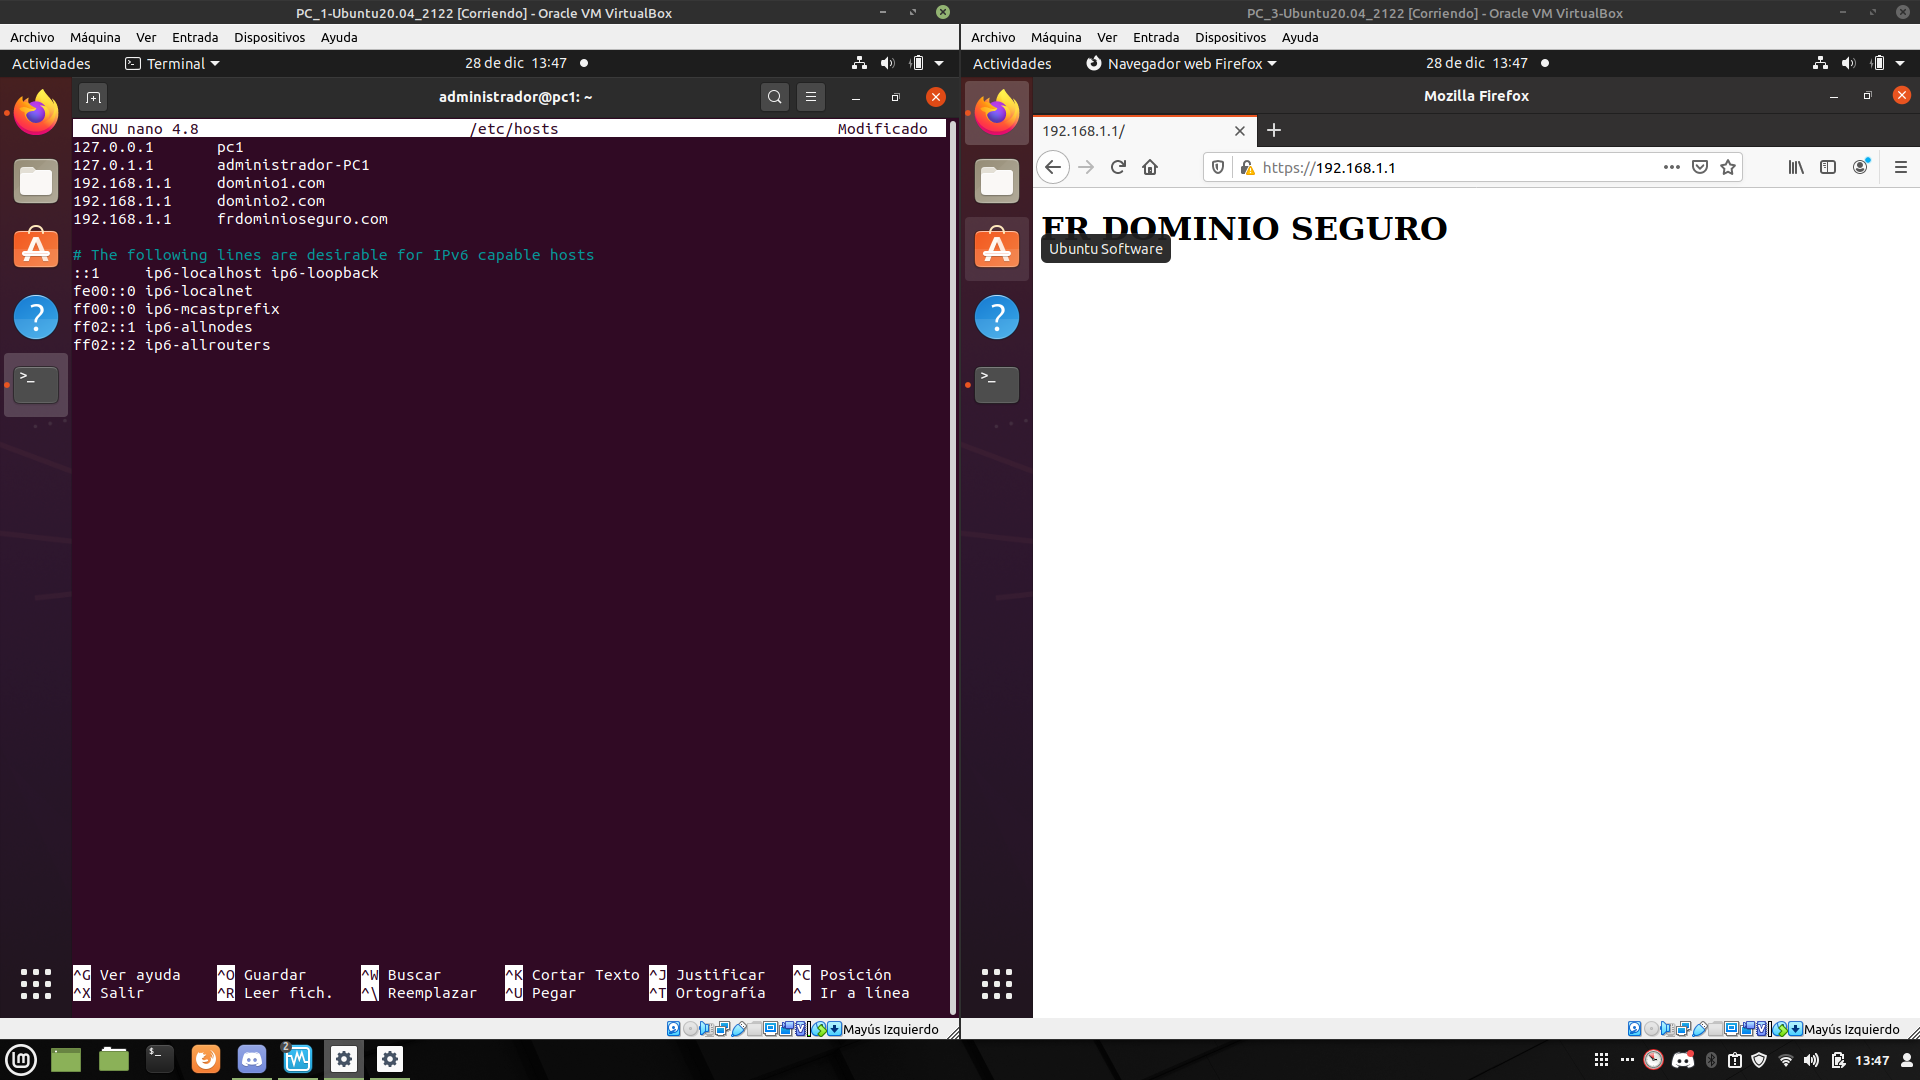 PC_1-Ubuntu20.04_2122 [Corriendo] - Oracle VM VirtualBox
Archivo Máquina Ver Entrada Dispositivos Ayuda
Actividades Terminal 28 de dic 13:47
administrador@pc1: ~
GNU nano 4.8 /etc/hosts Modificado
127.0.0.1 pc1
127.0.1.1 administrador-PC1
192.168.1.1 dominio1.com
192.168.1.1 dominio2.com
192.168.1.1 frdominioseguro.com
# The following lines are desirable for IPv6 capable hosts
::1 ip6-localhost ip6-loopback
fe00::0 ip6-localnet
ff00::0 ip6-mcastprefix
ff02::1 ip6-allnodes
ff02::2 ip6-allrouters
^G Ver ayuda ^O Guardar ^W Buscar ^K Cortar Texto ^J Justificar ^C Posición
^X Salir ^R Leer fich. ^\ Reemplazar ^U Pegar ^T Ortografía ^_ Ir a línea
Mayús Izquierdo
PC_3-Ubuntu20.04_2122 [Corriendo] - Oracle VM VirtualBox
Archivo Máquina Ver Entrada Dispositivos Ayuda
Actividades Navegador web Firefox 28 de dic 13:47
Mozilla Firefox
192.168.1.1/
https://192.168.1.1
FR DOMINIO SEGURO
Ubuntu Software
Mayús Izquierdo
2
13:47